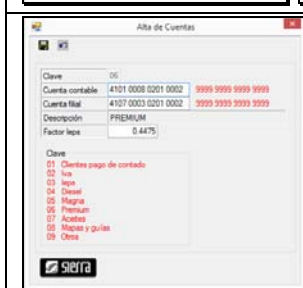 Alta de Cuentas
Clave 06
Cuenta contable 4101 0008 0201 0002 9999 9999 9999 9999
Cuenta filial 4107 0003 0201 0002 9999 9999 9999 9999
Descripción PREMIUM
Factor Ieps 0.4475
Clave
01 Clientes pago de contado
02 Iva
03 Ieps
04 Diesel
05 Magna
06 Premium
07 Aceites
08 Mapas y guías
09 Otros
sierra